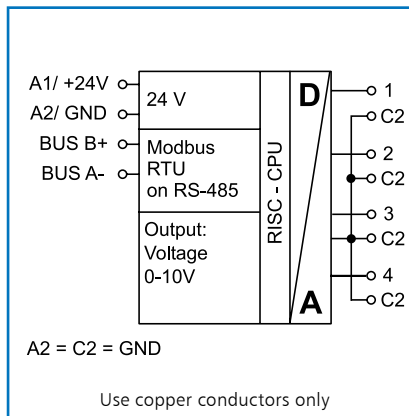 A1/ +24V
A2/ GND
BUS B+
BUS A-
24 V
Modbus
RTU
on RS-485
Output:
Voltage
0-10V
RISC - CPU
D
A
1
C2
2
C2
3
C2
4
C2
A2 = C2 = GND
Use copper conductors only